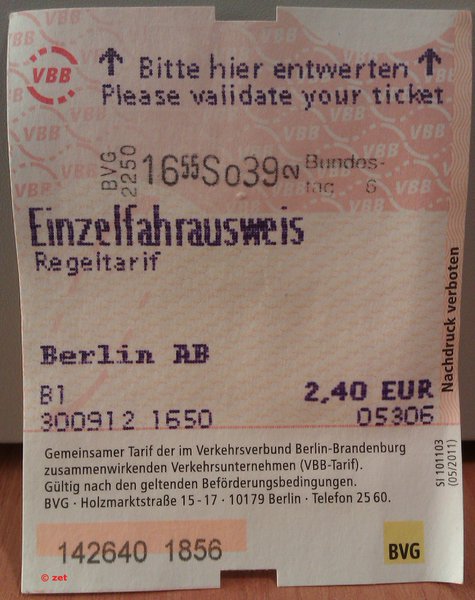 VBB
↑ Bitte hier entwerten ↑
Please validate your ticket
BVG
2250
16 55 So39 2
Bundes-
tag 6
Einzelfahrausweis
Regeltarif
Berlin AB
B1
2,40 EUR
300912 1650
05306
Nachdruck verboten
SI 101103
(05/2011)
Gemeinsamer Tarif der im Verkehrsverbund Berlin-Brandenburg
zusammenwirkenden Verkehrsunternehmen (VBB-Tarif).
Gültig nach den geltenden Beförderungsbedingungen.
BVG · Holzmarktstraße 15 - 17 · 10179 Berlin · Telefon 25 60.
142640 1856
BVG
© zet